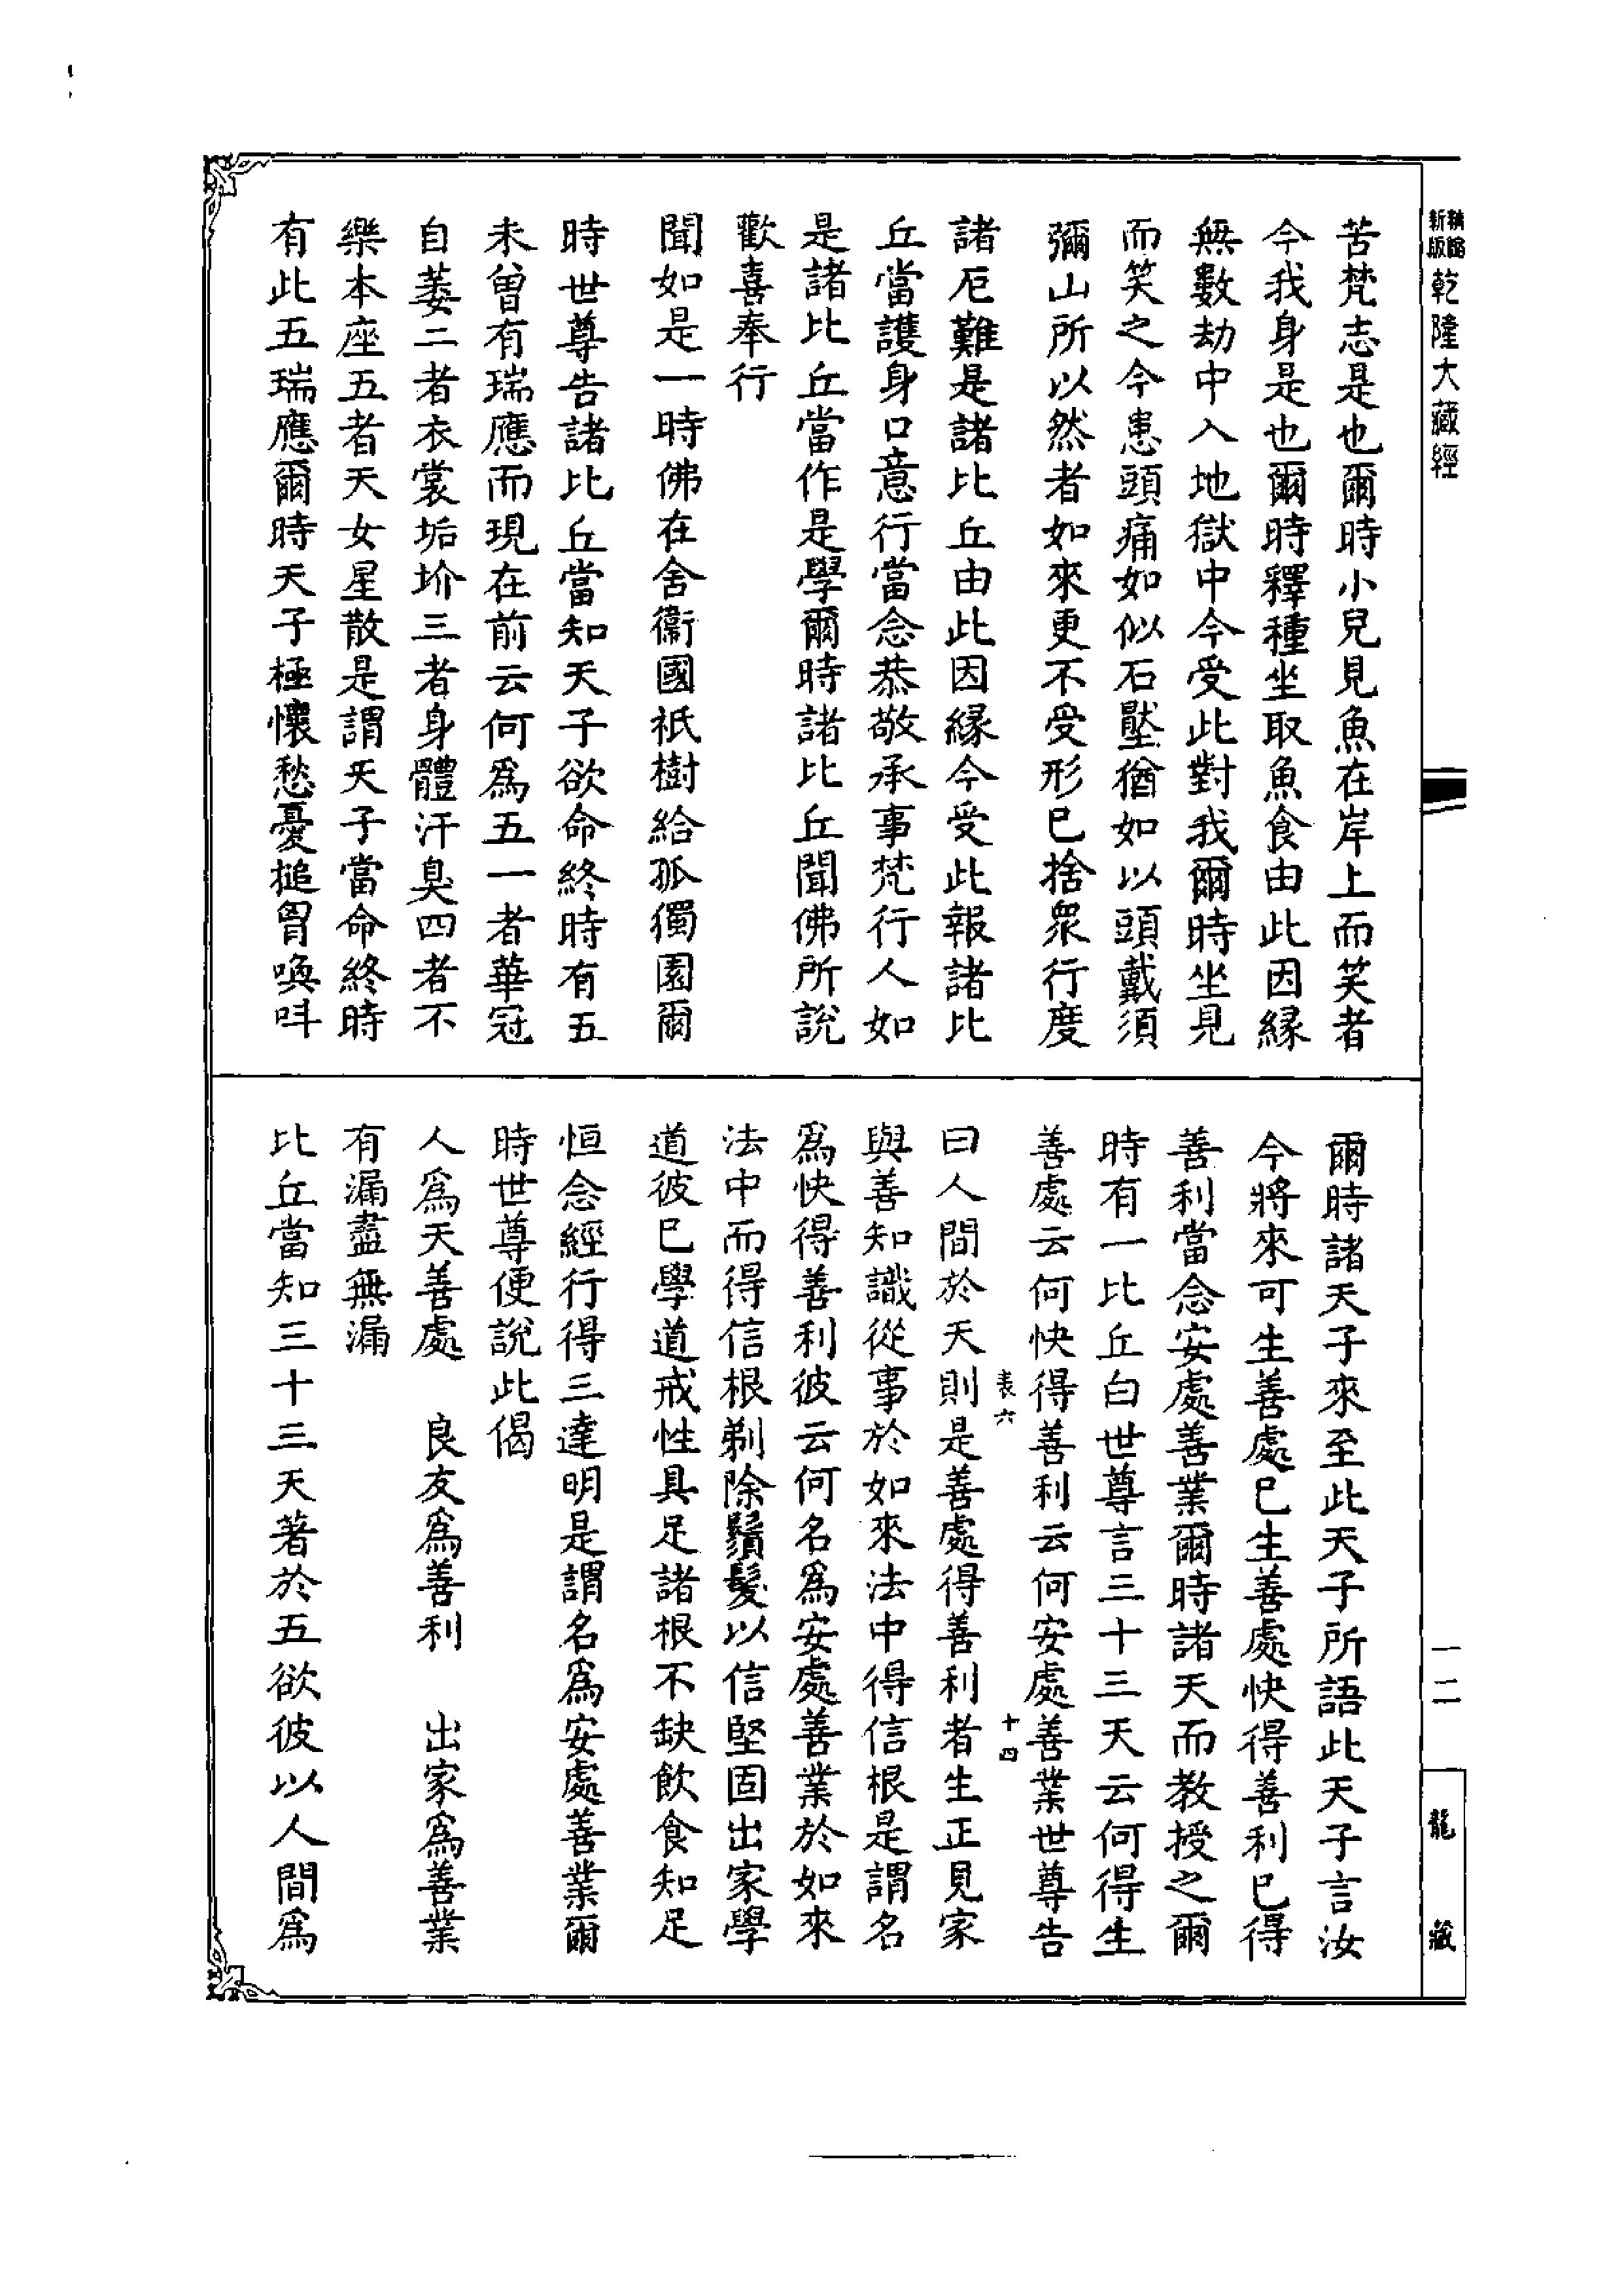 精縮
新版
乾隆大藏經
苦梵志是也爾時小兒見魚在岸上而笑者
今我身是也爾時釋種坐取魚食由此因緣
無數劫中入地獄中今受此對我爾時坐見
而笑之今患頭痛如似石壓猶如以頭戴須
彌山所以然者如來更不受形已捨眾行度
諸厄難是諸比丘由此因緣今受此報諸比
丘當護身口意行當念恭敬承事梵行人如
是諸比丘當作是學爾時諸比丘聞佛所說
歡喜奉行
聞如是一時佛在舍衞國祇樹給孤獨園爾
時世尊告諸比丘當知天子欲命終時有五
未曾有瑞應而現在前云何爲五一者華冠
自萎二者衣裳垢坋三者身體汗臭四者不
樂本座五者天女星散是謂天子當命終時
有此五瑞應爾時天子極懷愁憂搥胷喚呌
爾時諸天子來至此天子所語此天子言汝
今將來可生善處已生善處快得善利已得
善利當念安處善業爾時諸天而教授之爾
時有一比丘白世尊言三十三天云何得生
善處云何快得善利云何安處善業世尊告
表六
十四
曰人間於天則是善處得善利者生正見家
與善知識從事於如來法中得信根是謂名
爲快得善利彼云何名爲安處善業於如來
法中而得信根剃除鬚髮以信堅固出家學
道彼已學道戒性具足諸根不缺飲食知足
恒念經行得三達明是謂名爲安處善業爾
時世尊便說此偈
人爲天善處　良友爲善利　出家爲善業
有漏盡無漏
比丘當知三十三天著於五欲彼以人間爲
一二
龍藏